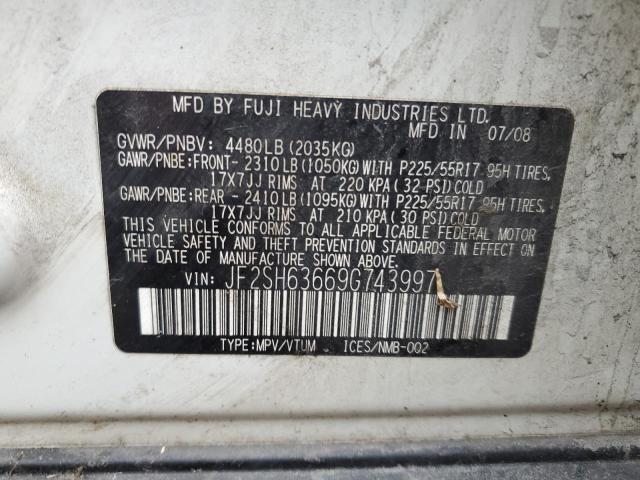 MFD BY FUJI HEAVY INDUSTRIES LTD.
MFD IN 07/08
GVWR/PNBV: 4480LB (2035KG)
GAWR/PNBE:FRONT- 2310LB (1050KG) WITH P225/55R17 95H TIRES,
17X7JJ RIMS AT 220 KPA (32 PSI) COLD
GAWR/PNBE:REAR - 2410LB (1095KG) WITH P225/55R17 95H TIRES,
17X7JJ RIMS AT 210 KPA (30 PSI) COLD
THIS VEHICLE CONFORMS TO ALL APPLICABLE FEDERAL MOTOR
VEHICLE SAFETY AND THEFT PREVENTION STANDARDS IN EFFECT ON
THE DATE OF MANUFACTURE SHOWN ABOVE.
VIN: JF2SH63669G743997
TYPE:MPV/VTUM ICES/NMB-002